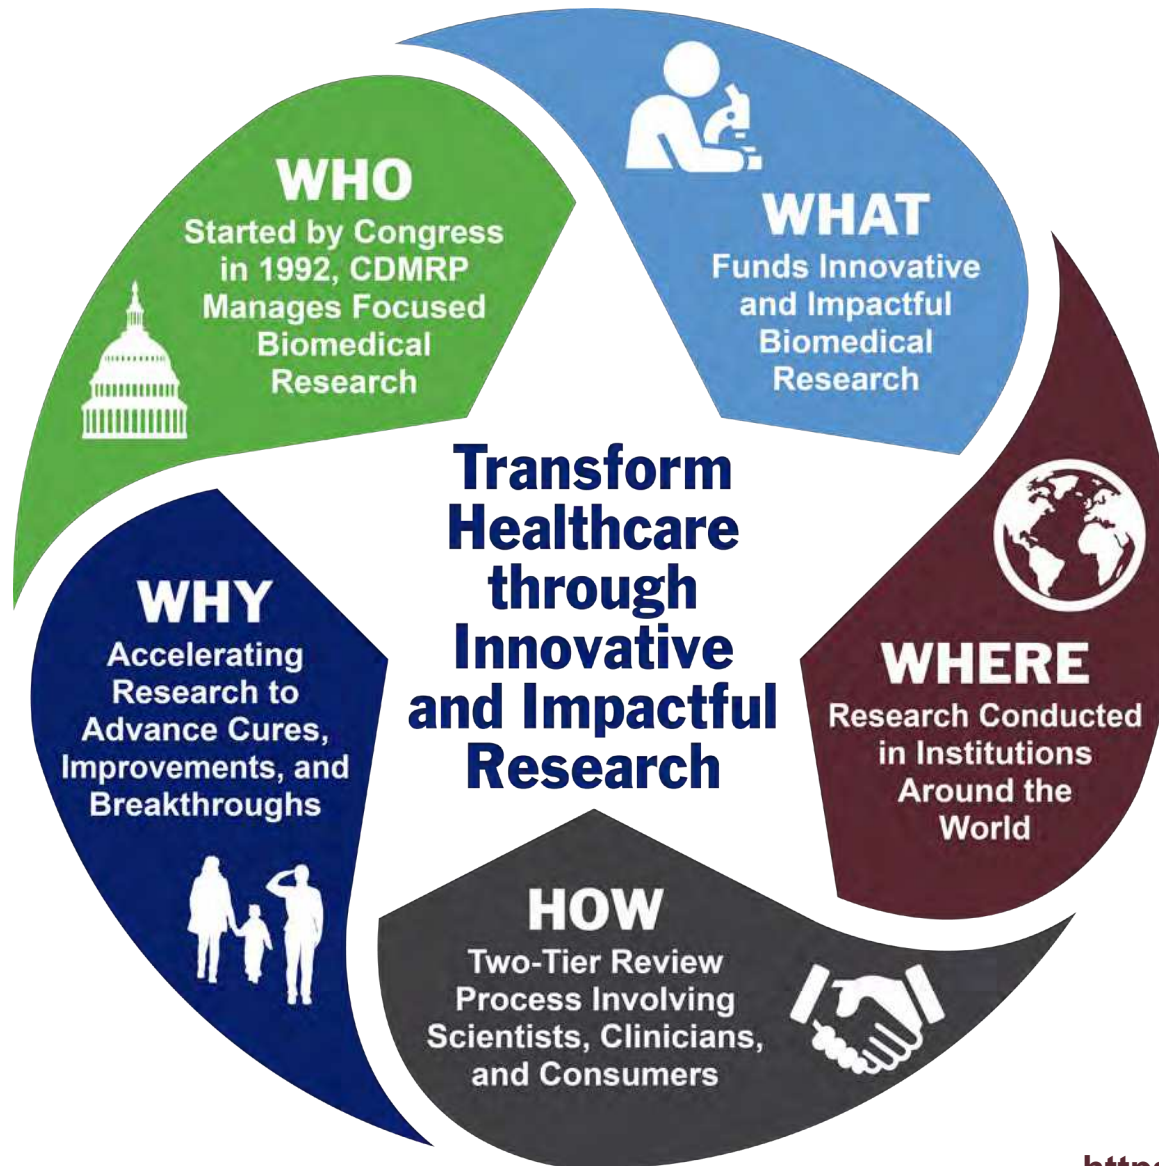 WHO
Started by Congress
in 1992, CDMRP
Manages Focused
Biomedical
Research
WHAT
Funds Innovative
and Impactful
Biomedical
Research
WHERE
Research Conducted
in Institutions
Around the
World
HOW
Two-Tier Review
Process Involving
Scientists, Clinicians,
and Consumers
WHY
Accelerating
Research to
Advance Cures,
Improvements, and
Breakthroughs
Transform
Healthcare
through
Innovative
and Impactful
Research